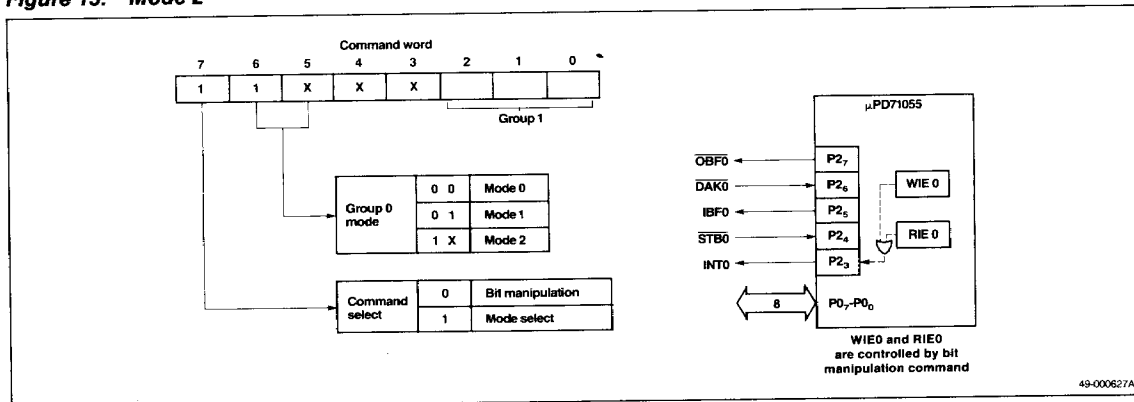 Figure 13. Mode 2
Command word
7 6 5 4 3 2 1 0
1 1 X X X
Group 1
Group 0 mode
0 0 Mode 0
0 1 Mode 1
1 X Mode 2
Command select
0 Bit manipulation
1 Mode select
μPD71055
OBF0 P2₇
DAK0 P2₆ WIE 0
IBF0 P2₅
STB0 P2₄ RIE 0
INT0 P2₃
8 P0₇-P0₀
WIE0 and RIE0
are controlled by bit
manipulation command
49-000627A